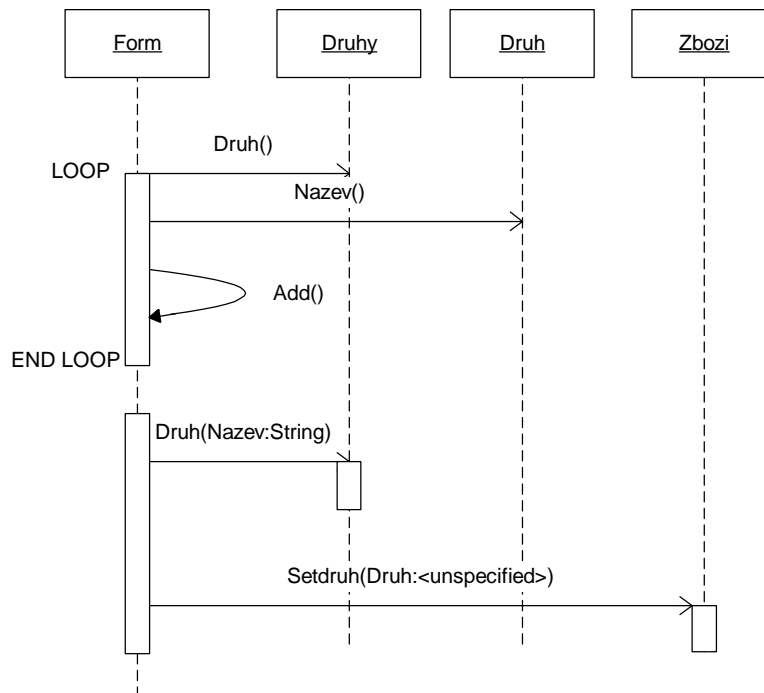 Form
Druhy
Druh
Zbozi
Druh()
LOOP
Nazev()
Add()
END LOOP
Druh(Nazev:String)
Setdruh(Druh:<unspecified>)